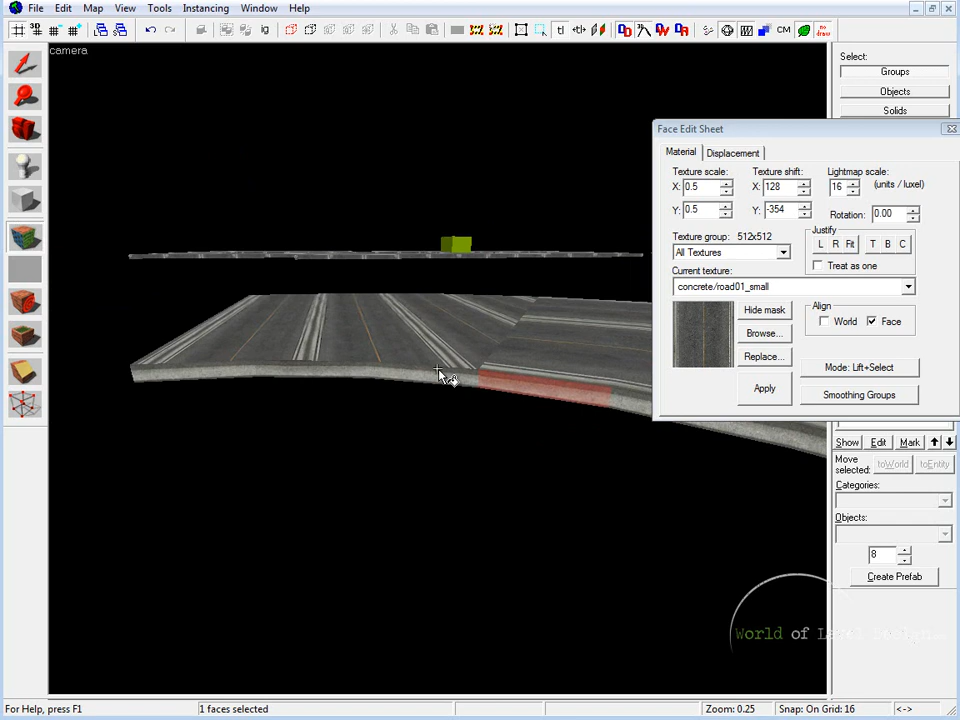 File Edit Map View Tools Instancing Window Help
camera
Select:
Groups
Objects
Solids
Face Edit Sheet
Material Displacement
Texture scale: Texture shift: Lightmap scale:
X: 0.5 X: 128 16 (units / luxel)
Y: 0.5 Y: -354 Rotation: 0.00
Texture group: 512x512 Justify
All Textures L R Fit T B C
Treat as one
Current texture:
concrete/road01_small
Hide mask Align
World Face
Browse...
Replace... Mode: Lift+Select
Apply Smoothing Groups
Show Edit Mark
Move selected: toWorld toEntity
Categories:
Objects:
8
Create Prefab
World of Level Design
For Help, press F1 1 faces selected Zoom: 0.25 Snap: On Grid: 16 <->